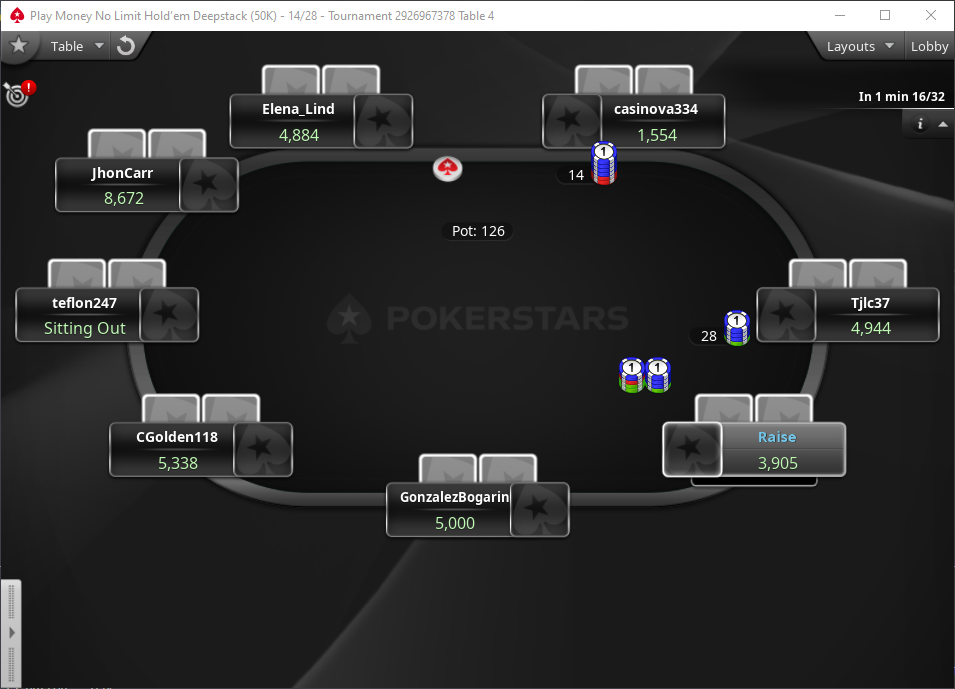 Play Money No Limit Hold'em Deepstack (50K) - 14/28 - Tournament 2926967378 Table 4
Table
Layouts
Lobby
In 1 min 16/32
i
!
Elena_Lind
4,884
casinova334
1,554
JhonCarr
8,672
1
14
Pot: 126
teflon247
Sitting Out
POKERSTARS
Tjlc37
4,944
1
28
1
1
CGolden118
5,338
Raise
3,905
GonzalezBogarin
5,000